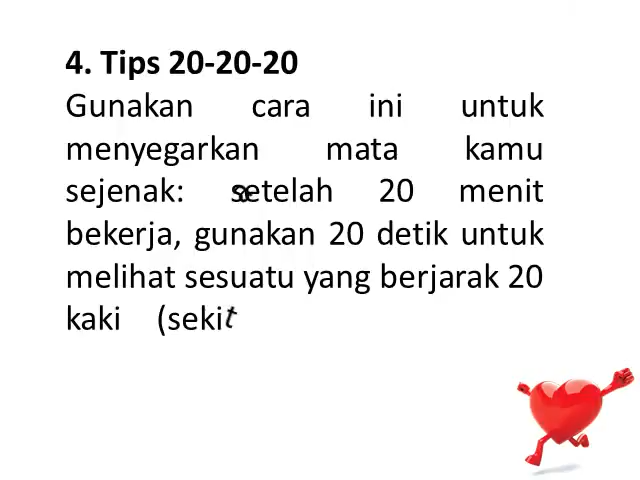 4. Tips 20-20-20
Gunakan cara ini untuk
menyegarkan mata kamu
sejenak: setelah 20 menit
bekerja, gunakan 20 detik untuk
melihat sesuatu yang berjarak 20
kaki (sekit